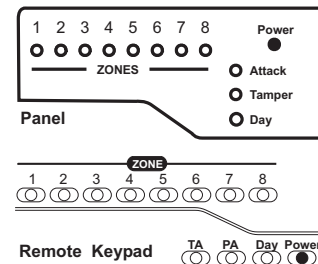 1 2 3 4 5 6 7 8
Power
ZONES
Attack
Tamper
Day
Panel
ZONE
1 2 3 4 5 6 7 8
Remote Keypad
TA PA Day Power